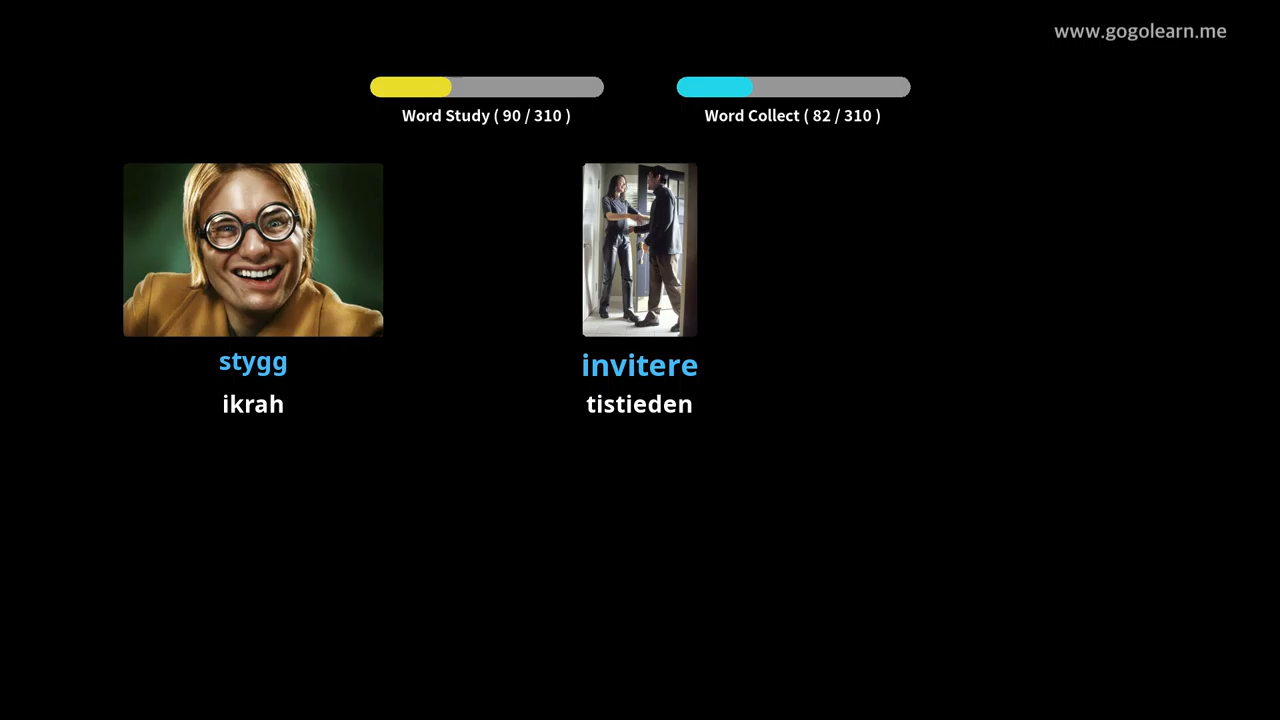 www.gogolearn.me
Word Study ( 90 / 310 )
Word Collect ( 82 / 310 )
stygg
ikrah
invitere
tistieden